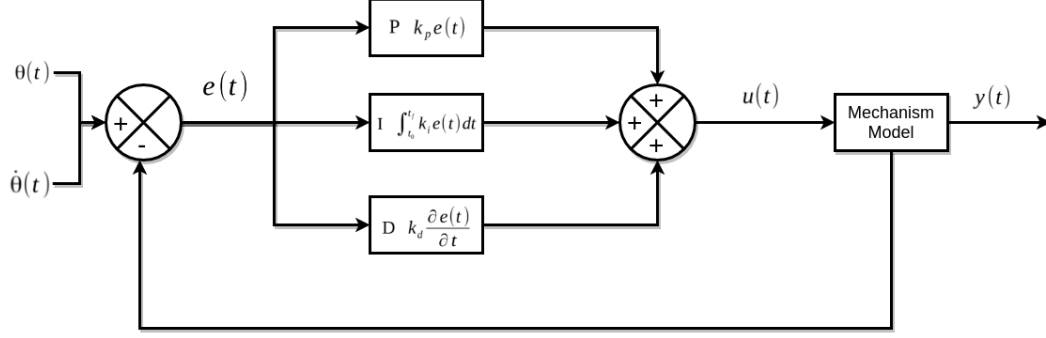 θ(t)
θ̇(t)
+
-
e(t)
P k_p e(t)
I ∫_{t_0}^{t_f} k_i e(t)dt
D k_d ∂e(t)/∂t
+
+
+
u(t)
Mechanism
Model
y(t)